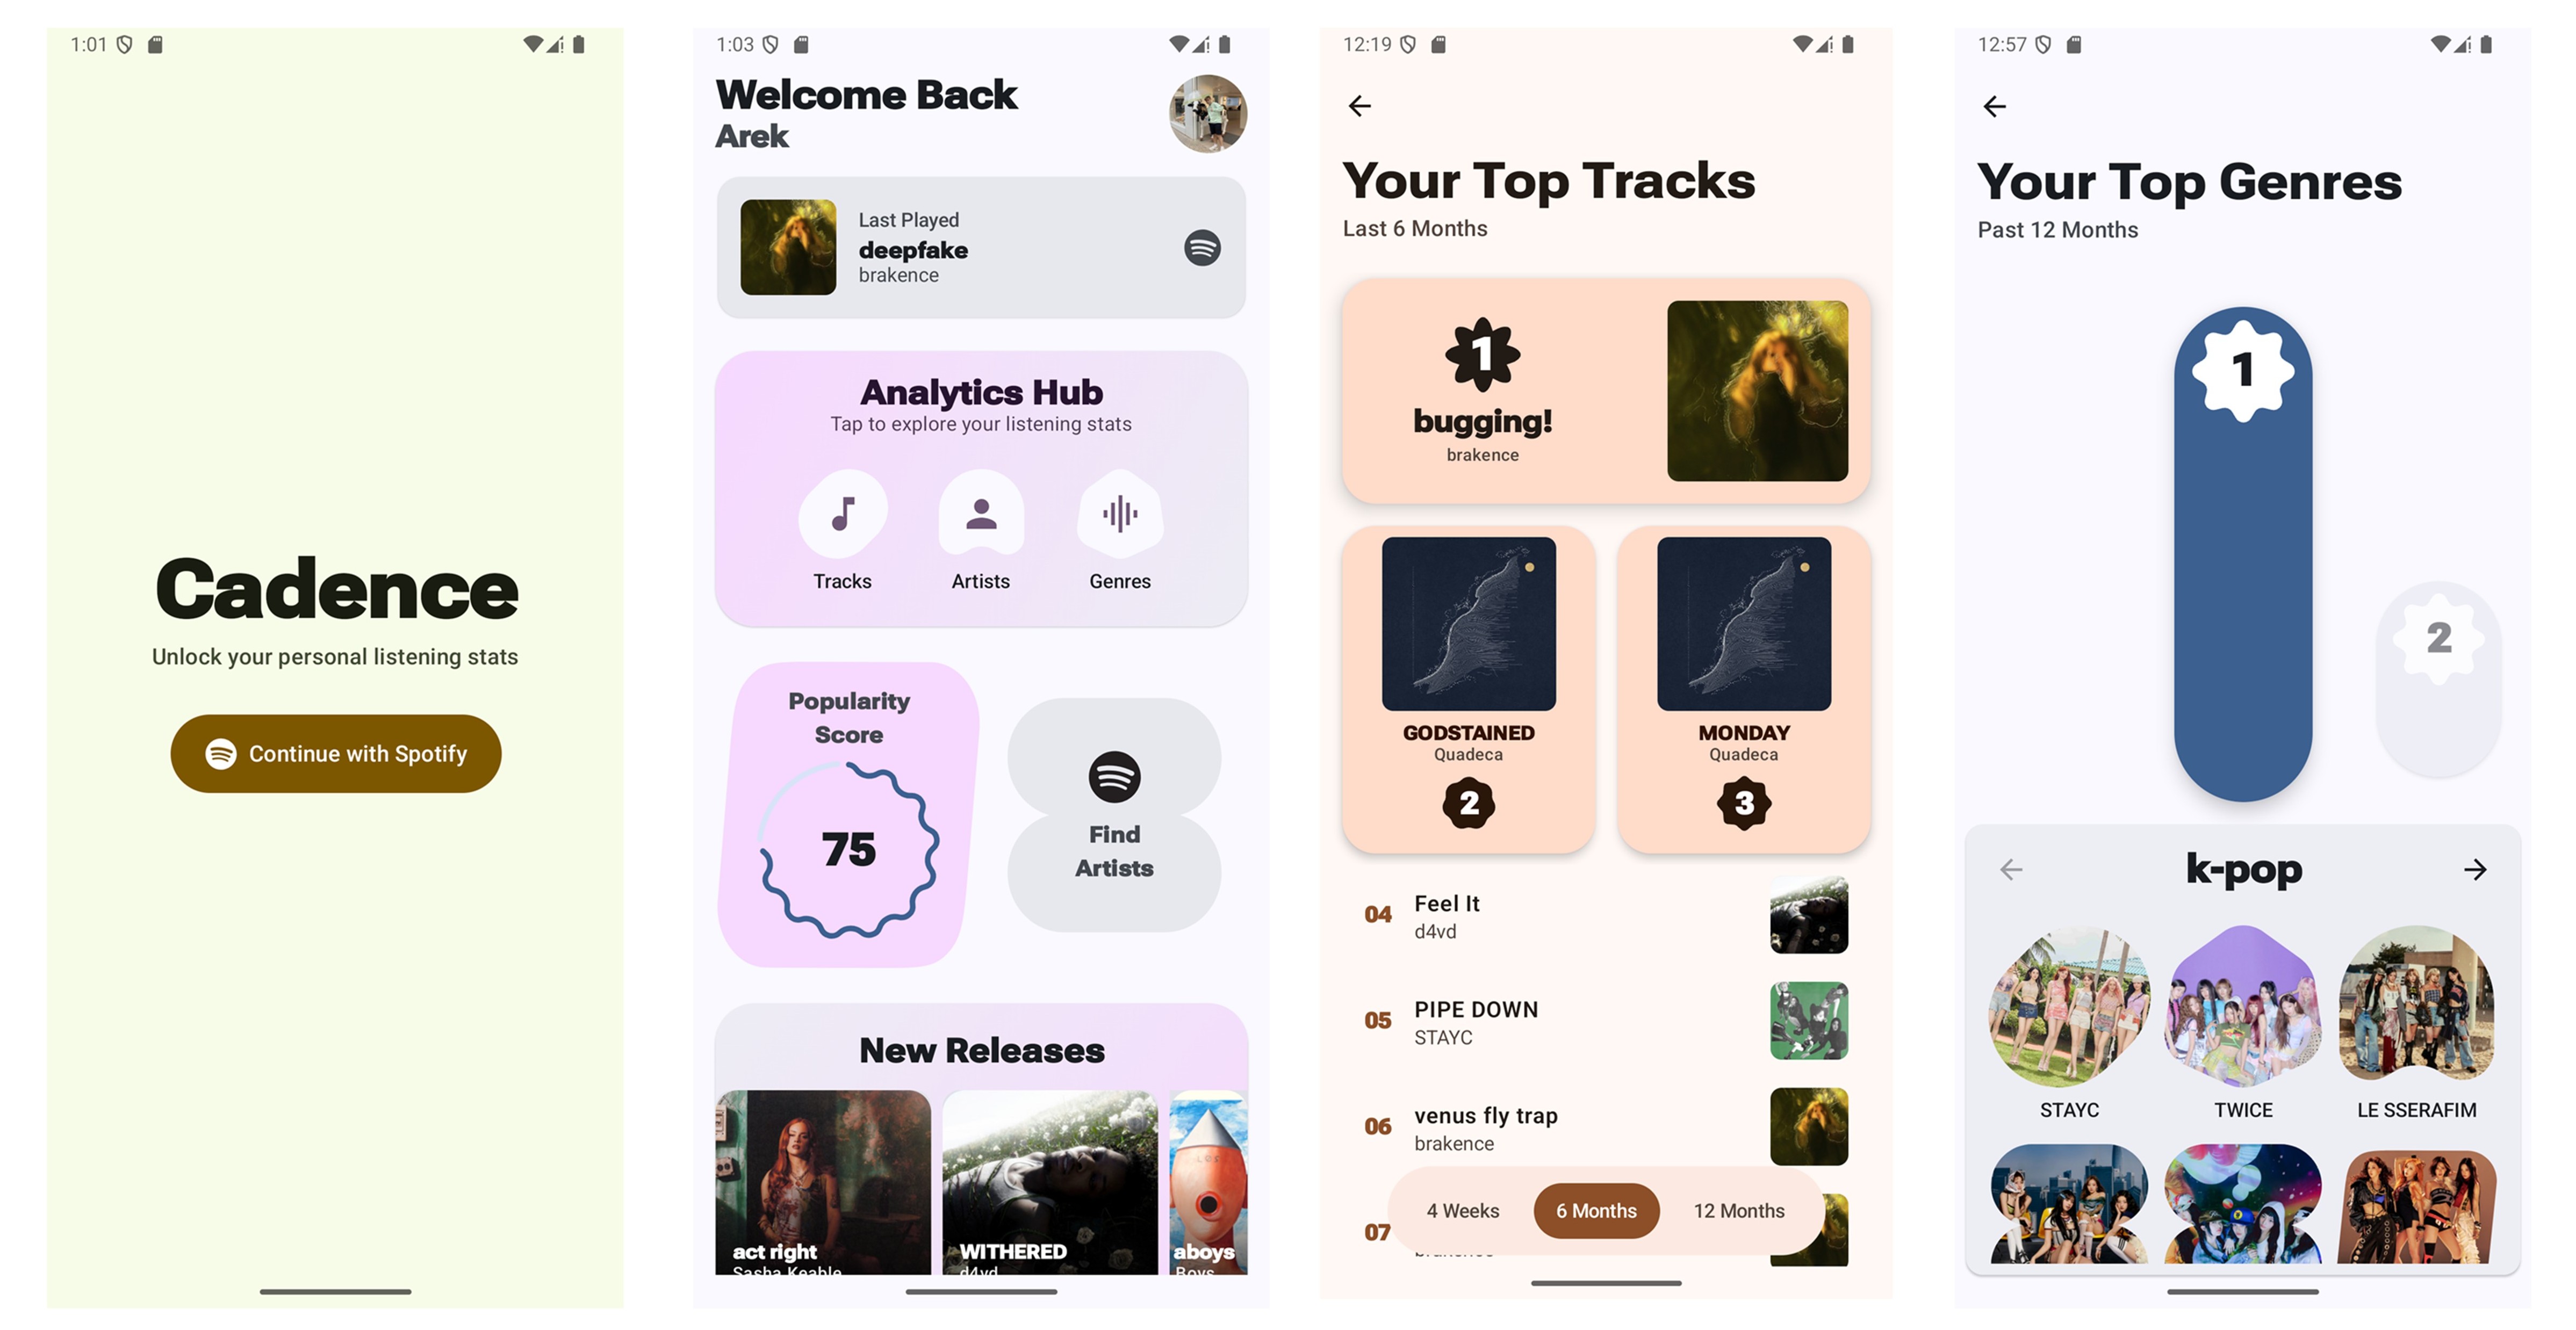 1:01
Cadence
Unlock your personal listening stats
Continue with Spotify
1:03
Welcome Back
Arek
Last Played
deepfake
brakence
Analytics Hub
Tap to explore your listening stats
Tracks
Artists
Genres
Popularity
Score
75
Find
Artists
New Releases
act right
Sasha Keable
WITHERED
d4vd
aboys
Boys
12:19
Your Top Tracks
Last 6 Months
1
bugging!
brakence
GODSTAINED
Quadeca
2
MONDAY
Quadeca
3
04
Feel It
d4vd
05
PIPE DOWN
STAYC
06
venus fly trap
brakence
07
4 Weeks
6 Months
12 Months
12:57
Your Top Genres
Past 12 Months
1
2
k-pop
STAYC
TWICE
LE SSERAFIM